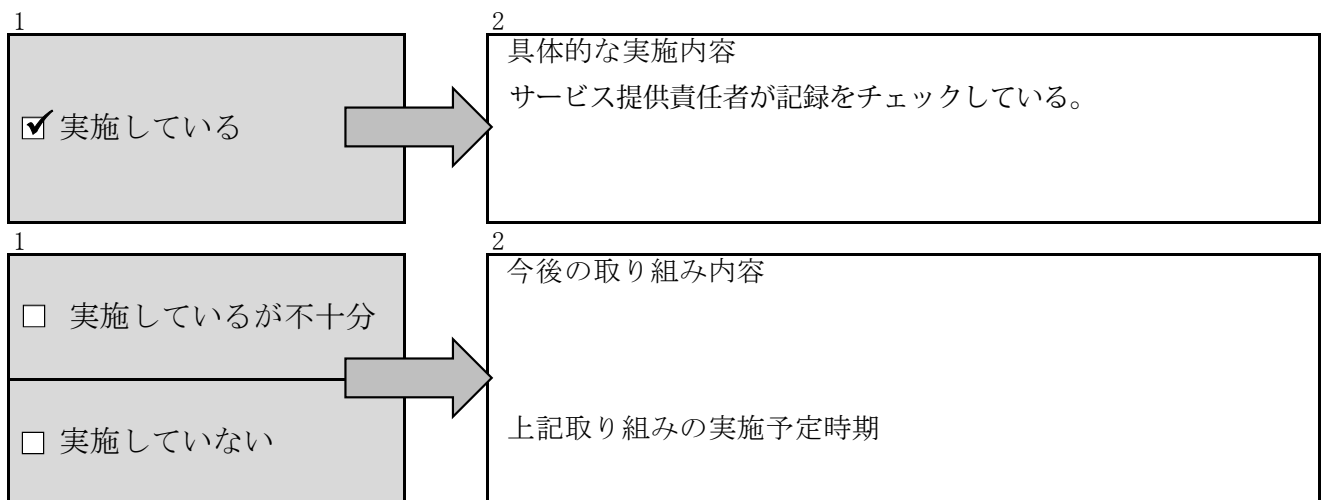 1
2
☑ 実施している
具体的な実施内容
サービス提供責任者が記録をチェックしている。
1
2
☐ 実施しているが不十分
☐ 実施していない
今後の取り組み内容
上記取り組みの実施予定時期